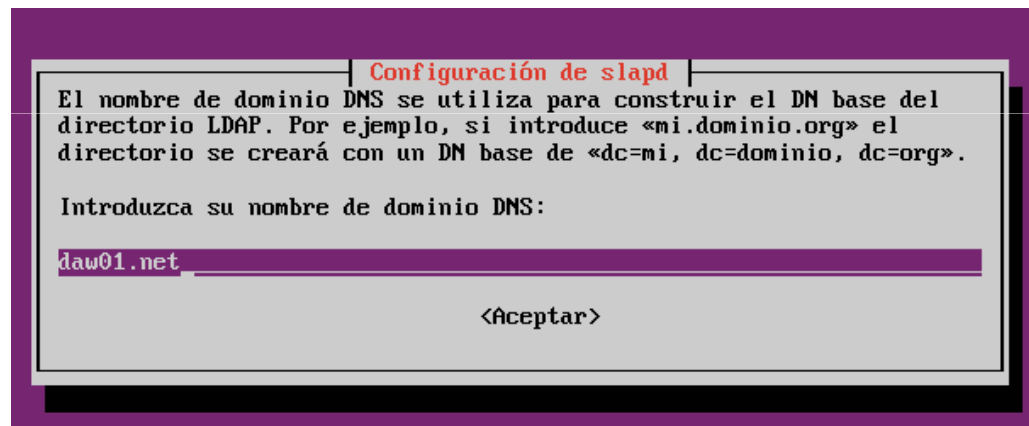 Configuración de slapd
El nombre de dominio DNS se utiliza para construir el DN base del
directorio LDAP. Por ejemplo, si introduce «mi.dominio.org» el
directorio se creará con un DN base de «dc=mi, dc=dominio, dc=org».
Introduzca su nombre de dominio DNS:
daw01.net
<Aceptar>